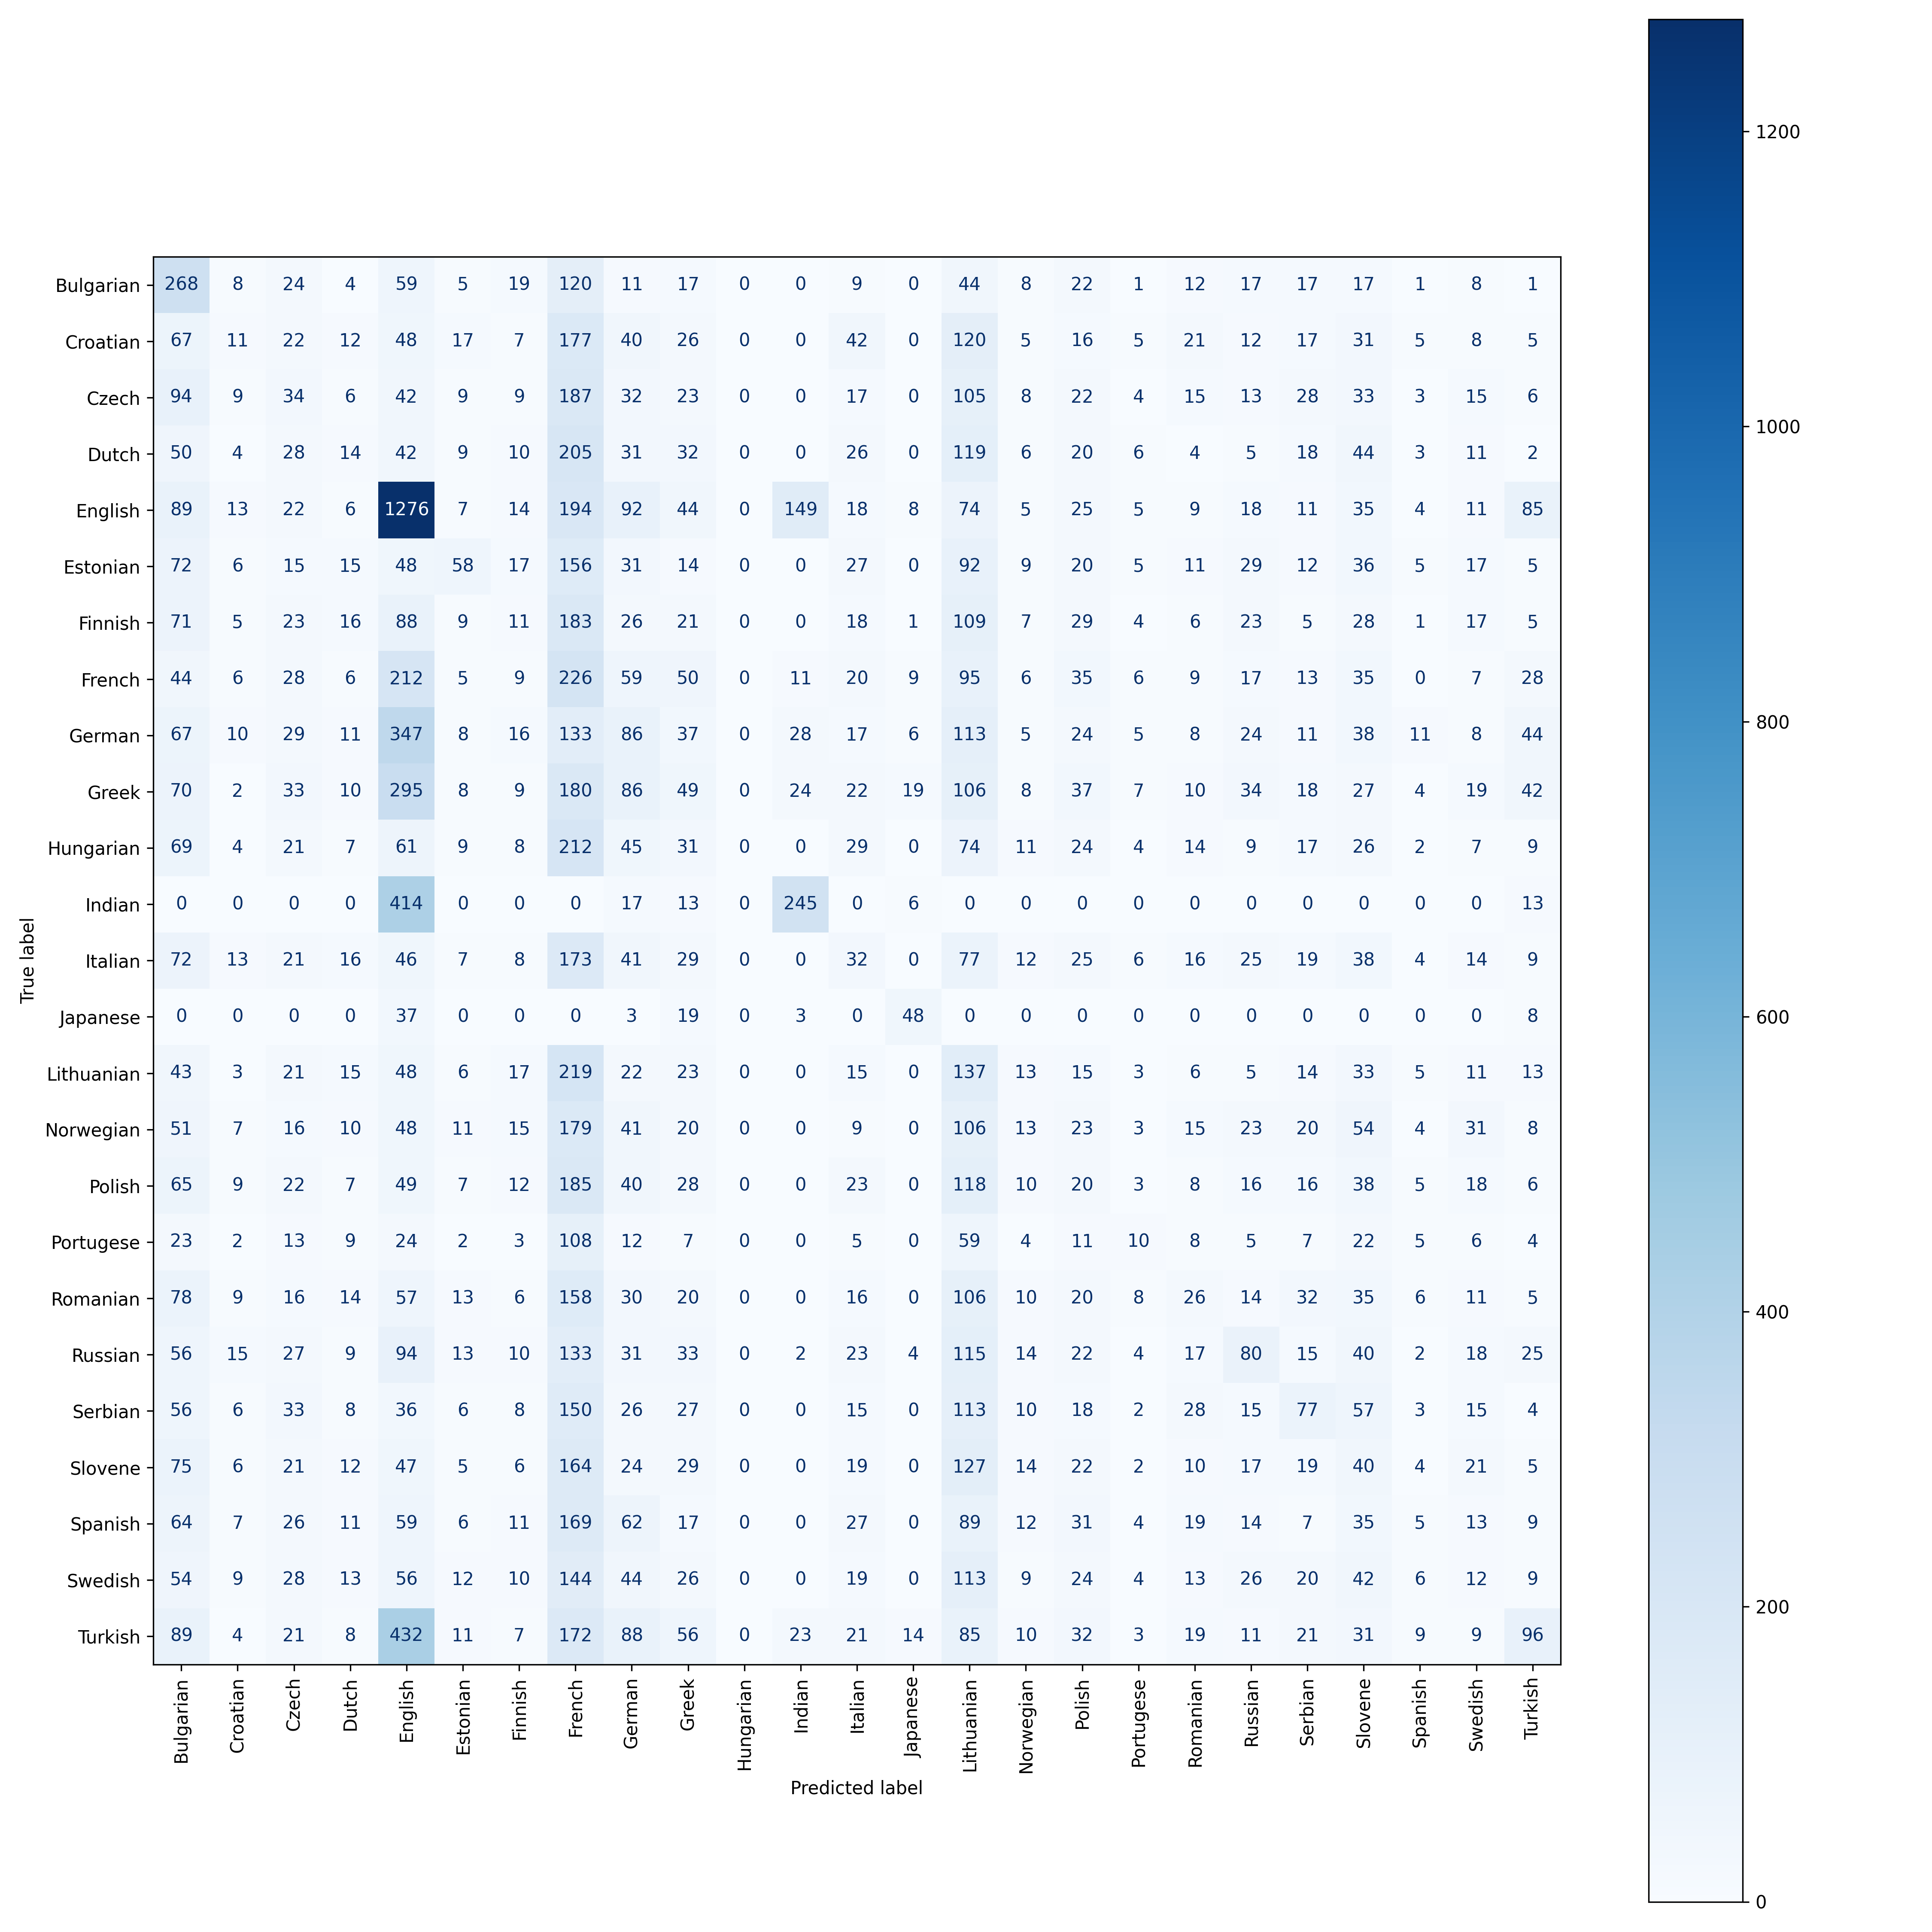 1200
1000
800
600
400
200
0
Bulgarian 268 8 24 4 59 5 19 120 11 17 0 0 9 0 44 8 22 1 12 17 17 17 1 8 1
Croatian 67 11 22 12 48 17 7 177 40 26 0 0 42 0 120 5 16 5 21 12 17 31 5 8 5
Czech 94 9 34 6 42 9 9 187 32 23 0 0 17 0 105 8 22 4 15 13 28 33 3 15 6
Dutch 50 4 28 14 42 9 10 205 31 32 0 0 26 0 119 6 20 6 4 5 18 44 3 11 2
English 89 13 22 6 1276 7 14 194 92 44 0 149 18 8 74 5 25 5 9 18 11 35 4 11 85
Estonian 72 6 15 15 48 58 17 156 31 14 0 0 27 0 92 9 20 5 11 29 12 36 5 17 5
Finnish 71 5 23 16 88 9 11 183 26 21 0 0 18 1 109 7 29 4 6 23 5 28 1 17 5
French 44 6 28 6 212 5 9 226 59 50 0 11 20 9 95 6 35 6 9 17 13 35 0 7 28
German 67 10 29 11 347 8 16 133 86 37 0 28 17 6 113 5 24 5 8 24 11 38 11 8 44
Greek 70 2 33 10 295 8 9 180 86 49 0 24 22 19 106 8 37 7 10 34 18 27 4 19 42
Hungarian 69 4 21 7 61 9 8 212 45 31 0 0 29 0 74 11 24 4 14 9 17 26 2 7 9
Indian 0 0 0 0 414 0 0 0 17 13 0 245 0 6 0 0 0 0 0 0 0 0 0 0 13
Italian 72 13 21 16 46 7 8 173 41 29 0 0 32 0 77 12 25 6 16 25 19 38 4 14 9
Japanese 0 0 0 0 37 0 0 0 3 19 0 3 0 48 0 0 0 0 0 0 0 0 0 0 8
Lithuanian 43 3 21 15 48 6 17 219 22 23 0 0 15 0 137 13 15 3 6 5 14 33 5 11 13
Norwegian 51 7 16 10 48 11 15 179 41 20 0 0 9 0 106 13 23 3 15 23 20 54 4 31 8
Polish 65 9 22 7 49 7 12 185 40 28 0 0 23 0 118 10 20 3 8 16 16 38 5 18 6
Portugese 23 2 13 9 24 2 3 108 12 7 0 0 5 0 59 4 11 10 8 5 7 22 5 6 4
Romanian 78 9 16 14 57 13 6 158 30 20 0 0 16 0 106 10 20 8 26 14 32 35 6 11 5
Russian 56 15 27 9 94 13 10 133 31 33 0 2 23 4 115 14 22 4 17 80 15 40 2 18 25
Serbian 56 6 33 8 36 6 8 150 26 27 0 0 15 0 113 10 18 2 28 15 77 57 3 15 4
Slovene 75 6 21 12 47 5 6 164 24 29 0 0 19 0 127 14 22 2 10 17 19 40 4 21 5
Spanish 64 7 26 11 59 6 11 169 62 17 0 0 27 0 89 12 31 4 19 14 7 35 5 13 9
Swedish 54 9 28 13 56 12 10 144 44 26 0 0 19 0 113 9 24 4 13 26 20 42 6 12 9
Turkish 89 4 21 8 432 11 7 172 88 56 0 23 21 14 85 10 32 3 19 11 21 31 9 9 96
True label
Bulgarian Croatian Czech Dutch English Estonian Finnish French German Greek Hungarian Indian Italian Japanese Lithuanian Norwegian Polish Portugese Romanian Russian Serbian Slovene Spanish Swedish Turkish
Predicted label